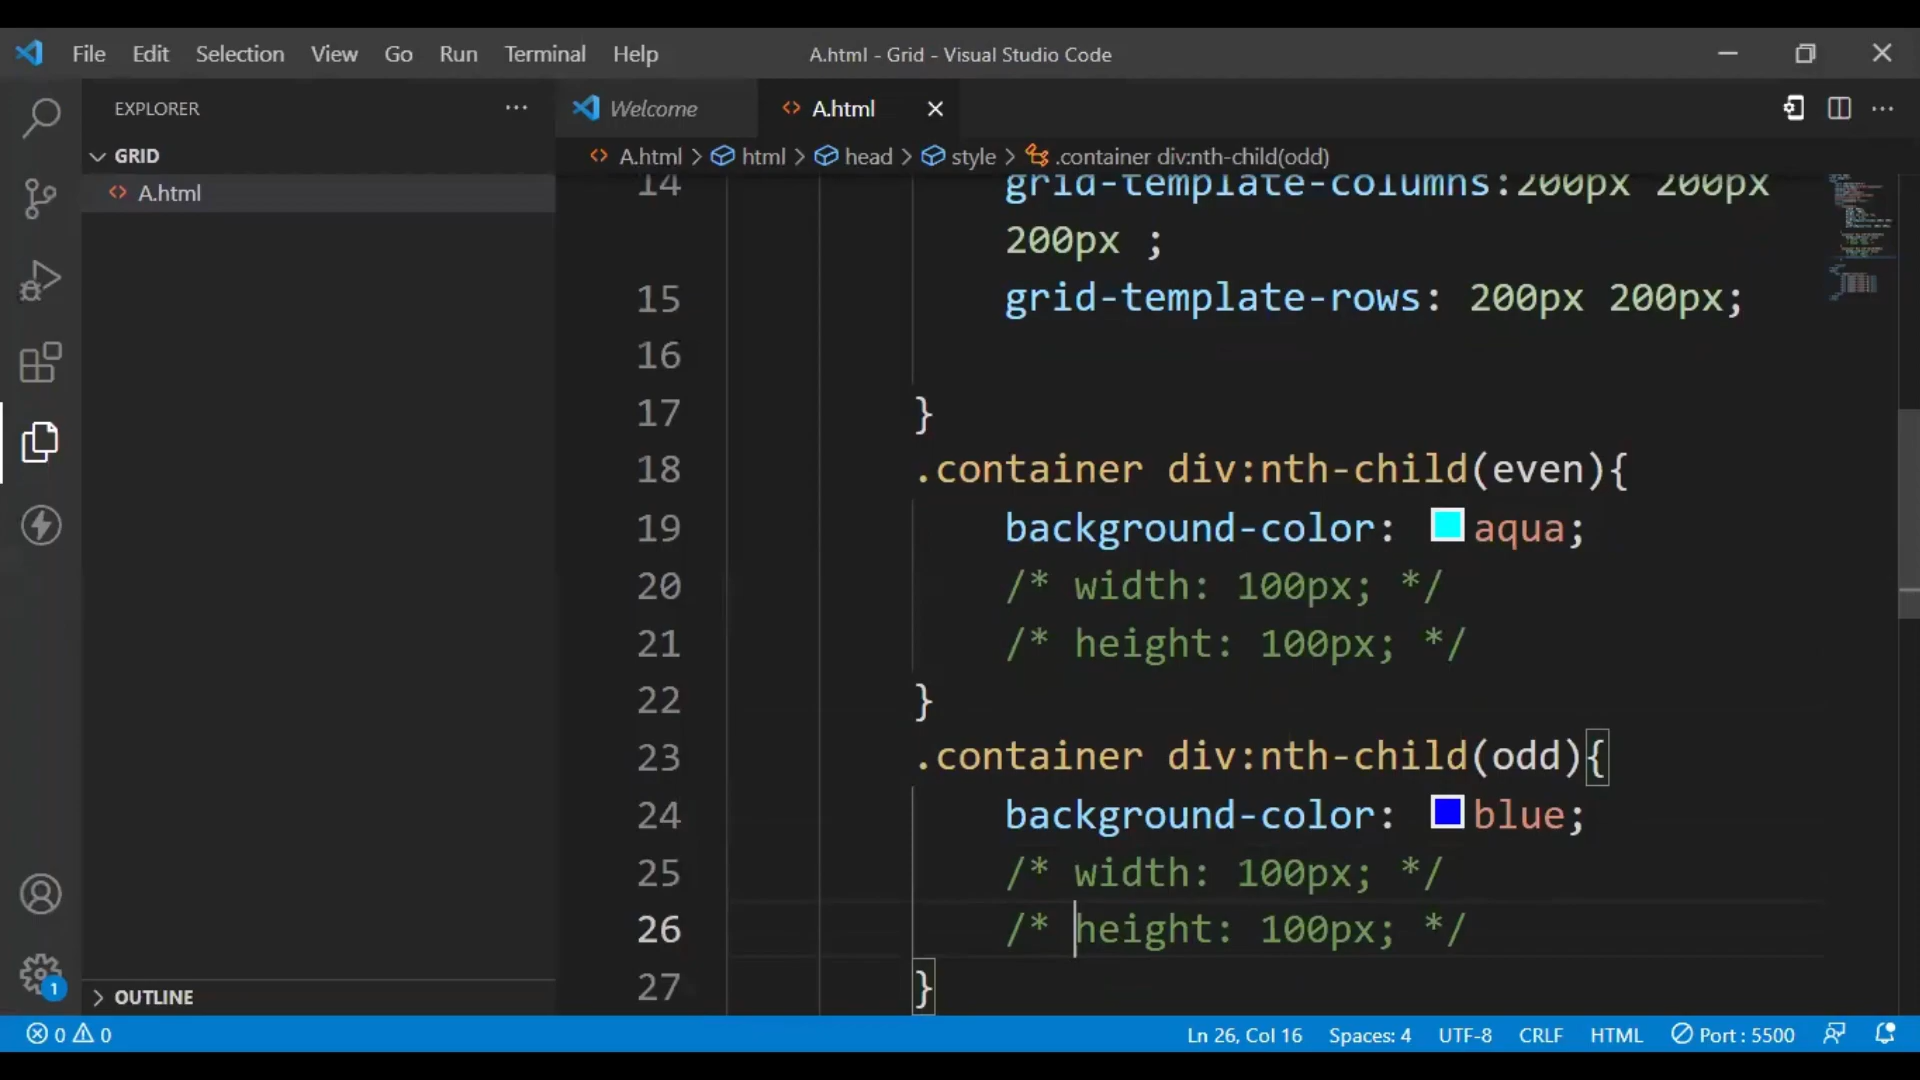 File Edit Selection View Go Run Terminal Help A.html - Grid - Visual Studio Code
EXPLORER ···
GRID
<> A.html
OUTLINE
Welcome <> A.html
<> A.html > html > head > style > .container div:nth-child(odd)
14 grid-template-columns:200px 200px
200px ;
15 grid-template-rows: 200px 200px;
16
17 }
18 .container div:nth-child(even){
19 background-color: aqua;
20 /* width: 100px; */
21 /* height: 100px; */
22 }
23 .container div:nth-child(odd){
24 background-color: blue;
25 /* width: 100px; */
26 /* height: 100px; */
27 }
1
0 0 Ln 26, Col 16 Spaces: 4 UTF-8 CRLF HTML Port : 5500